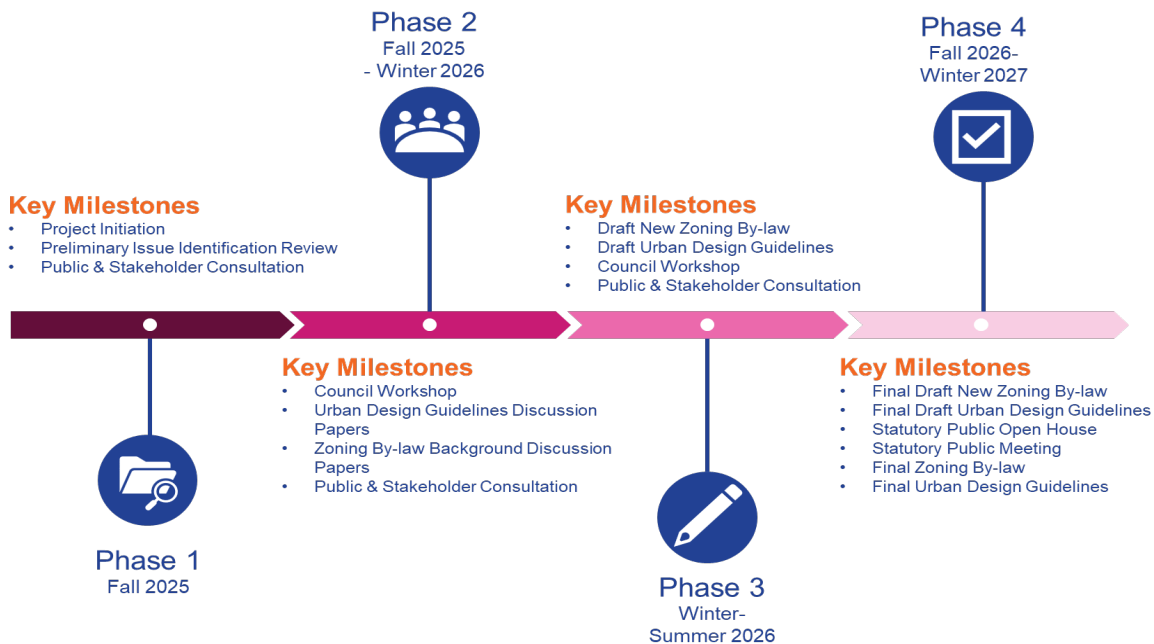 Phase 2
Fall 2025
- Winter 2026
Phase 4
Fall 2026-
Winter 2027
Key Milestones
• Project Initiation
• Preliminary Issue Identification Review
• Public & Stakeholder Consultation
Key Milestones
• Draft New Zoning By-law
• Draft Urban Design Guidelines
• Council Workshop
• Public & Stakeholder Consultation
Key Milestones
• Council Workshop
• Urban Design Guidelines Discussion
Papers
• Zoning By-law Background Discussion
Papers
• Public & Stakeholder Consultation
Key Milestones
• Final Draft New Zoning By-law
• Final Draft Urban Design Guidelines
• Statutory Public Open House
• Statutory Public Meeting
• Final Zoning By-law
• Final Urban Design Guidelines
Phase 1
Fall 2025
Phase 3
Winter-
Summer 2026